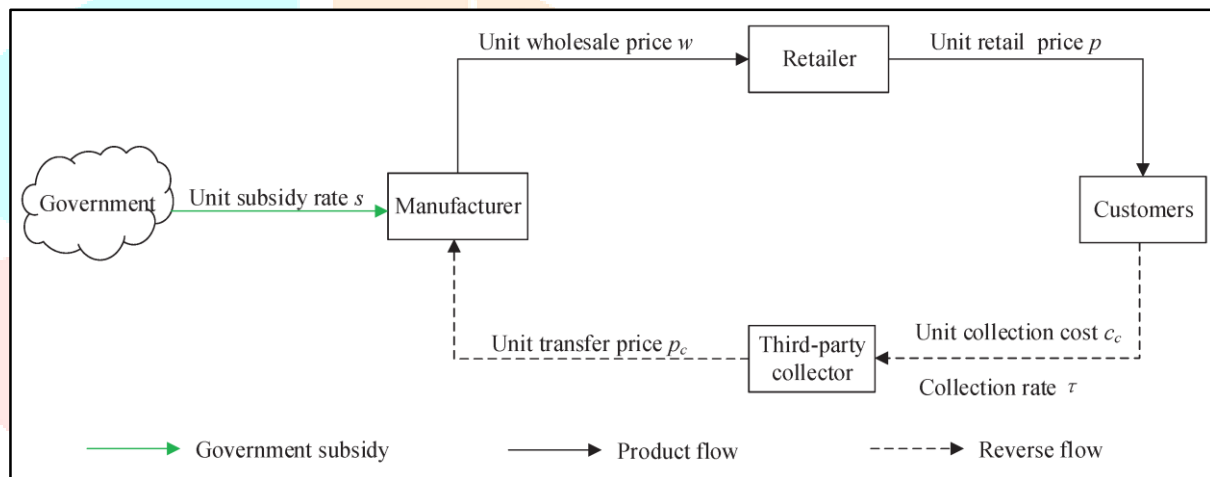 Unit wholesale price w
Retailer
Unit retail price p
Government
Unit subsidy rate s
Manufacturer
Customers
Unit transfer price pc
Third-party
collector
Unit collection cost cc
Collection rate τ
Government subsidy
Product flow
Reverse flow